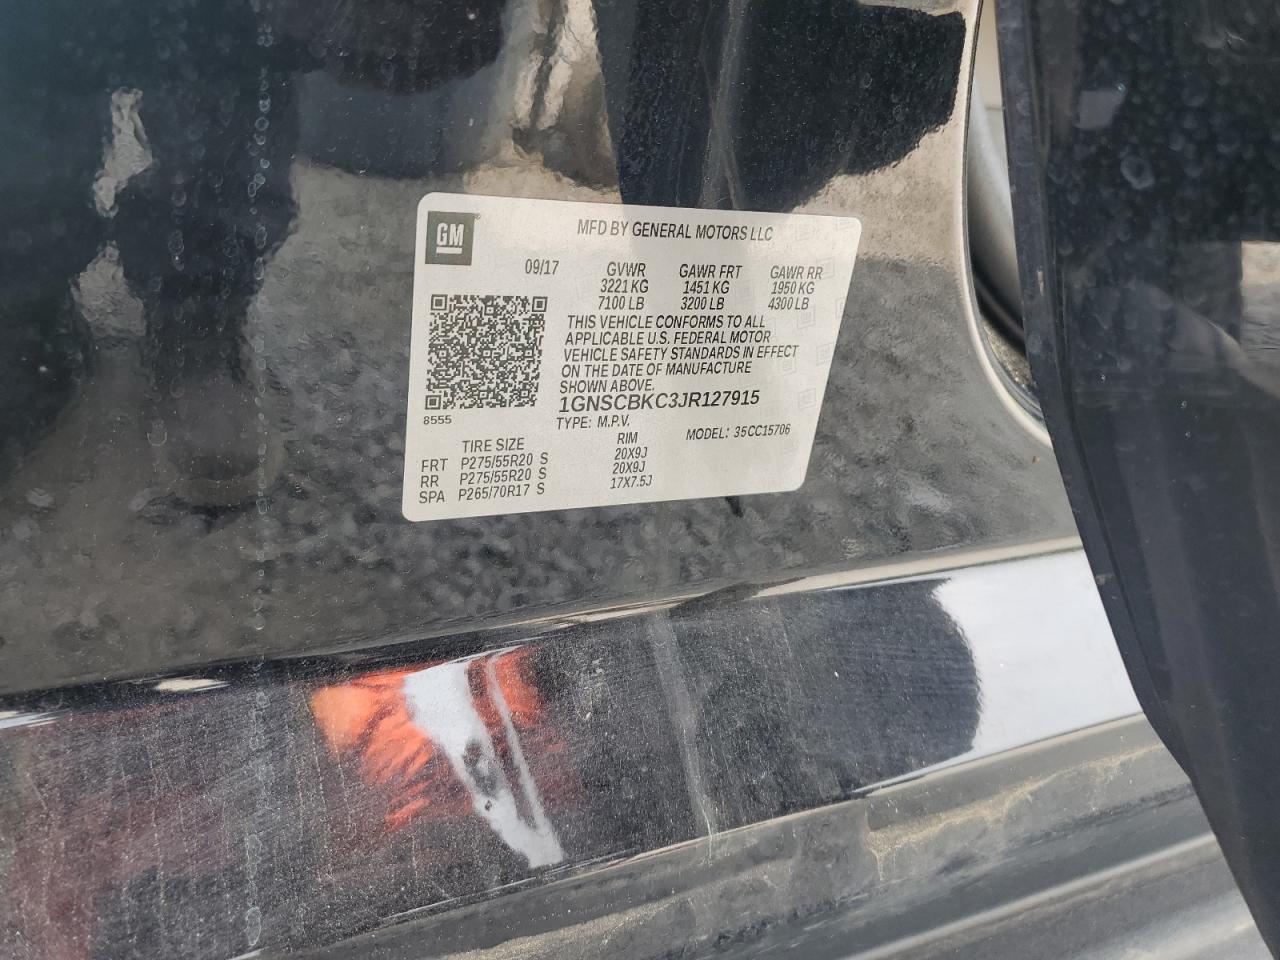 GM
MFD BY GENERAL MOTORS LLC
09/17 GVWR GAWR FRT GAWR RR
3221 KG 1451 KG 1950 KG
7100 LB 3200 LB 4300 LB
THIS VEHICLE CONFORMS TO ALL
APPLICABLE U.S. FEDERAL MOTOR
VEHICLE SAFETY STANDARDS IN EFFECT
ON THE DATE OF MANUFACTURE
SHOWN ABOVE.
1GNSCBKC3JR127915
8555 TYPE: M.P.V. MODEL: 35CC15706
TIRE SIZE RIM
FRT P275/55R20 S 20X9J
RR P275/55R20 S 20X9J
SPA P265/70R17 S 17X7.5J